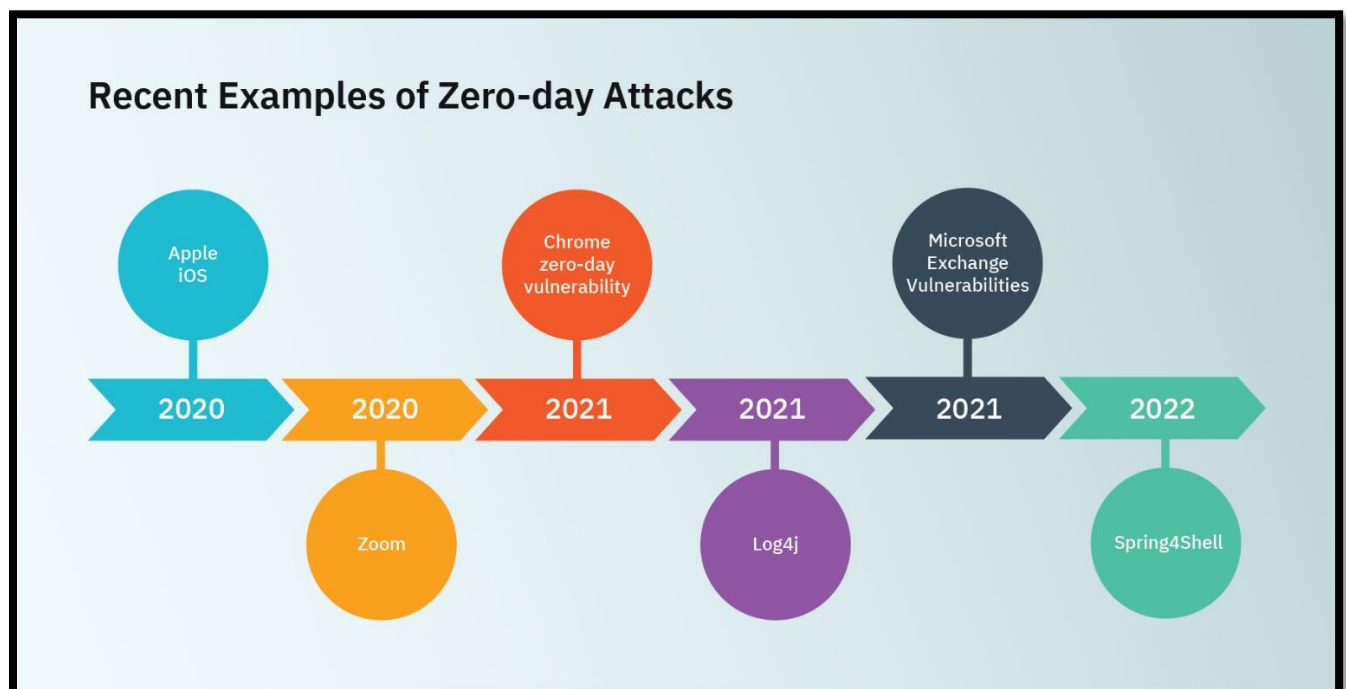 Recent Examples of Zero-day Attacks
Apple
iOS
Chrome
zero-day
vulnerability
Microsoft
Exchange
Vulnerabilities
2020
2020
2021
2021
2021
2022
Zoom
Log4j
Spring4Shell